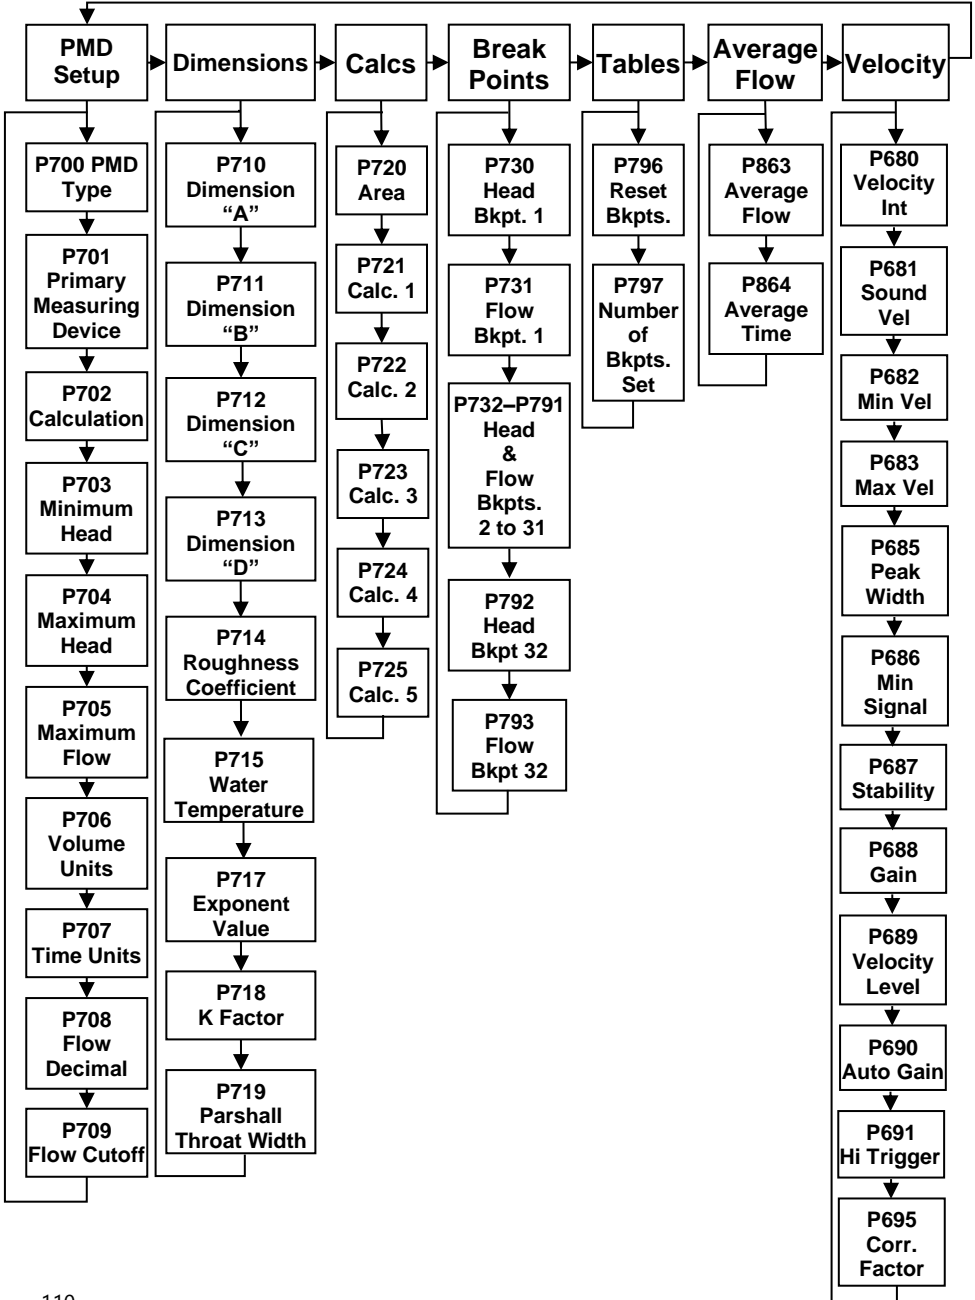 PMD
Setup
Dimensions
Calcs
Break
Points
Tables
Average
Flow
Velocity
P700 PMD
Type
P701
Primary
Measuring
Device
P702
Calculation
P703
Minimum
Head
P704
Maximum
Head
P705
Maximum
Flow
P706
Volume
Units
P707
Time Units
P708
Flow
Decimal
P709
Flow Cutoff
P710
Dimension
“A”
P711
Dimension
“B”
P712
Dimension
“C”
P713
Dimension
“D”
P714
Roughness
Coefficient
P715
Water
Temperature
P717
Exponent
Value
P718
K Factor
P719
Parshall
Throat Width
P720
Area
P721
Calc. 1
P722
Calc. 2
P723
Calc. 3
P724
Calc. 4
P725
Calc. 5
P730
Head
Bkpt. 1
P731
Flow
Bkpt. 1
P732–P791
Head
&
Flow
Bkpts.
2 to 31
P792
Head
Bkpt 32
P793
Flow
Bkpt 32
P796
Reset
Bkpts.
P797
Number
of
Bkpts.
Set
P863
Average
Flow
P864
Average
Time
P680
Velocity
Int
P681
Sound
Vel
P682
Min Vel
P683
Max Vel
P685
Peak
Width
P686
Min
Signal
P687
Stability
P688
Gain
P689
Velocity
Level
P690
Auto Gain
P691
Hi Trigger
P695
Corr.
Factor